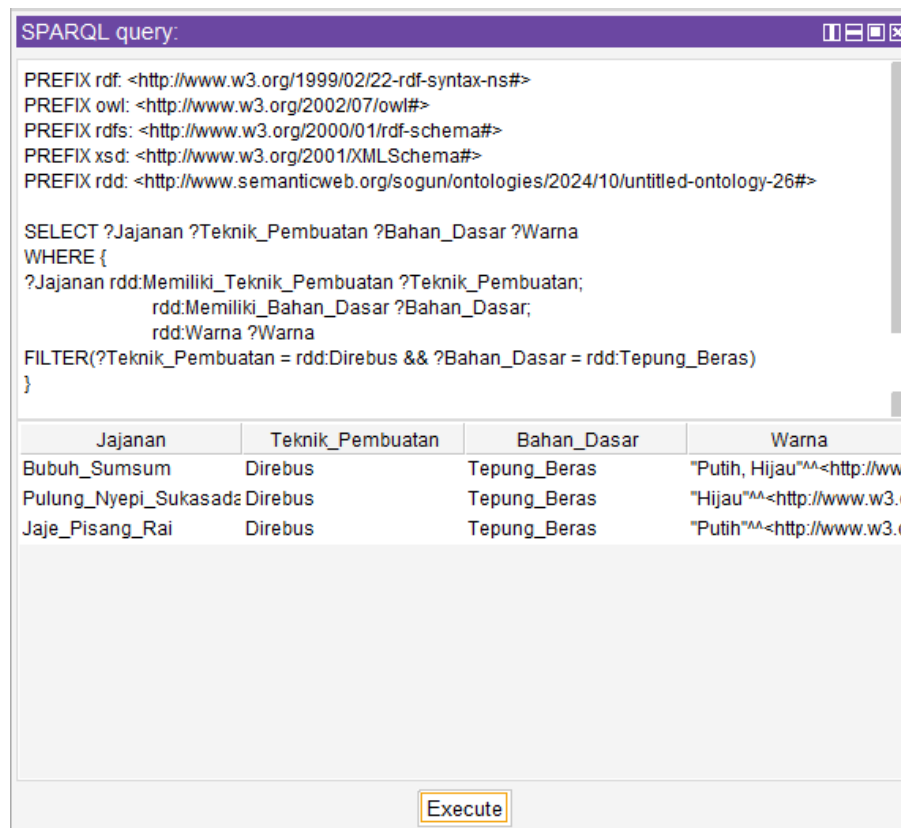 SPARQL query:
PREFIX rdf: <http://www.w3.org/1999/02/22-rdf-syntax-ns#>
PREFIX owl: <http://www.w3.org/2002/07/owl#>
PREFIX rdfs: <http://www.w3.org/2000/01/rdf-schema#>
PREFIX xsd: <http://www.w3.org/2001/XMLSchema#>
PREFIX rdd: <http://www.semanticweb.org/sogun/ontologies/2024/10/untitled-ontology-26#>
SELECT ?Jajanan ?Teknik_Pembuatan ?Bahan_Dasar ?Warna
WHERE {
?Jajanan rdd:Memiliki_Teknik_Pembuatan ?Teknik_Pembuatan;
rdd:Memiliki_Bahan_Dasar ?Bahan_Dasar;
rdd:Warna ?Warna
FILTER(?Teknik_Pembuatan = rdd:Direbus && ?Bahan_Dasar = rdd:Tepung_Beras)
}
Jajanan Teknik_Pembuatan Bahan_Dasar Warna
Bubuh_Sumsum Direbus Tepung_Beras "Putih, Hijau"^^<http://ww
Pulung_Nyepi_Sukasada Direbus Tepung_Beras "Hijau"^^<http://www.w3.
Jaje_Pisang_Rai Direbus Tepung_Beras "Putih"^^<http://www.w3.
Execute